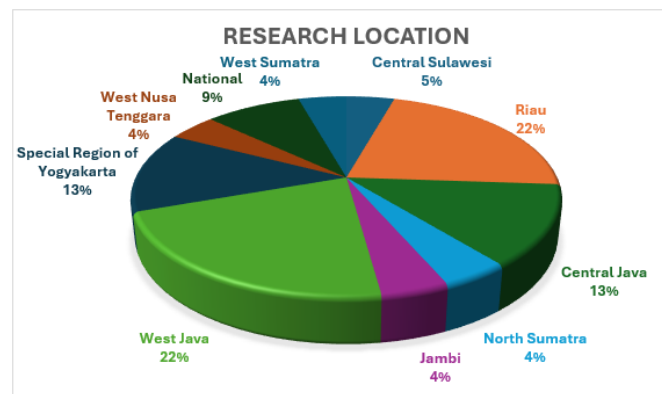 RESEARCH LOCATION
West Sumatra
4%
Central Sulawesi
5%
National
9%
Riau
22%
West Nusa
Tenggara
4%
Special Region of
Yogyakarta
13%
Central Java
13%
West Java
22%
North Sumatra
4%
Jambi
4%